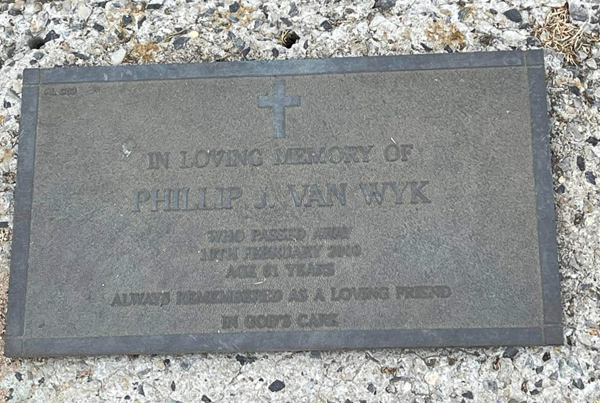 IN LOVING MEMORY OF
PHILLIP J. VAN WYK
WHO PASSED AWAY
FEBRUARY
AGE 81 YEARS
ALWAYS REMEMBERED AS A LOVING FRIEND
IN GOD'S CARE